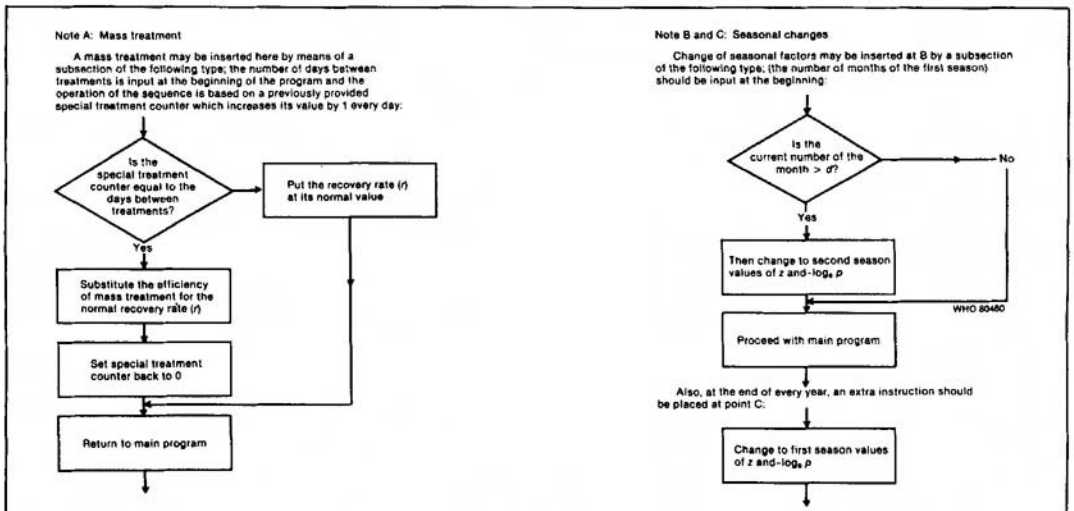 Note A: Mass treatment
A mass treatment may be inserted here by means of a
subsection of the following type; the number of days between
treatments is input at the beginning of the program and the
operation of the sequence is based on a previously provided
special treatment counter which increases its value by 1 every day:
Is the
special treatment
counter equal to the
days between
treatments?
Put the recovery rate (r)
at its normal value
Yes
Substitute the efficiency
of mass treatment for the
normal recovery rate (r)
Set special treatment
counter back to 0
Return to main program
Note B and C: Seasonal changes
Change of seasonal factors may be inserted at B by a subsection
of the following type; (the number of months of the first season)
should be input at the beginning:
Is the
current number of the
month > d?
No
Yes
Then change to second season
values of z and -logₑ p
WHO 80460
Proceed with main program
Also, at the end of every year, an extra instruction should
be placed at point C:
Change to first season values
of z and -logₑ p